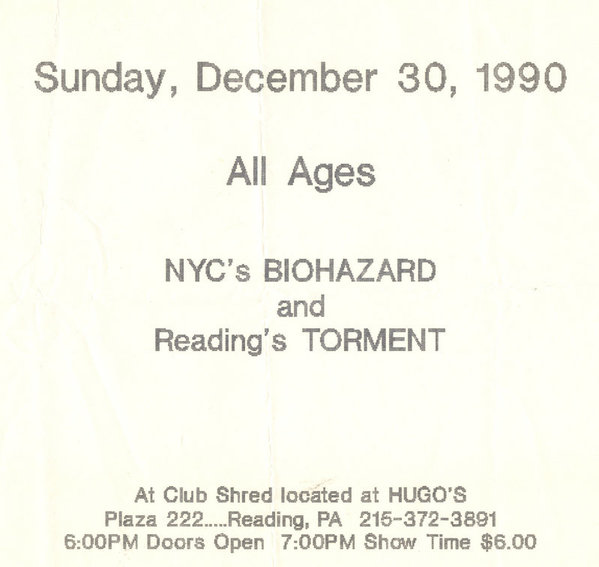 Sunday, December 30, 1990
All Ages
NYC's BIOHAZARD
and
Reading's TORMENT
At Club Shred located at HUGO'S
Plaza 222.....Reading, PA 215-372-3891
6:00PM Doors Open 7:00PM Show Time $6.00